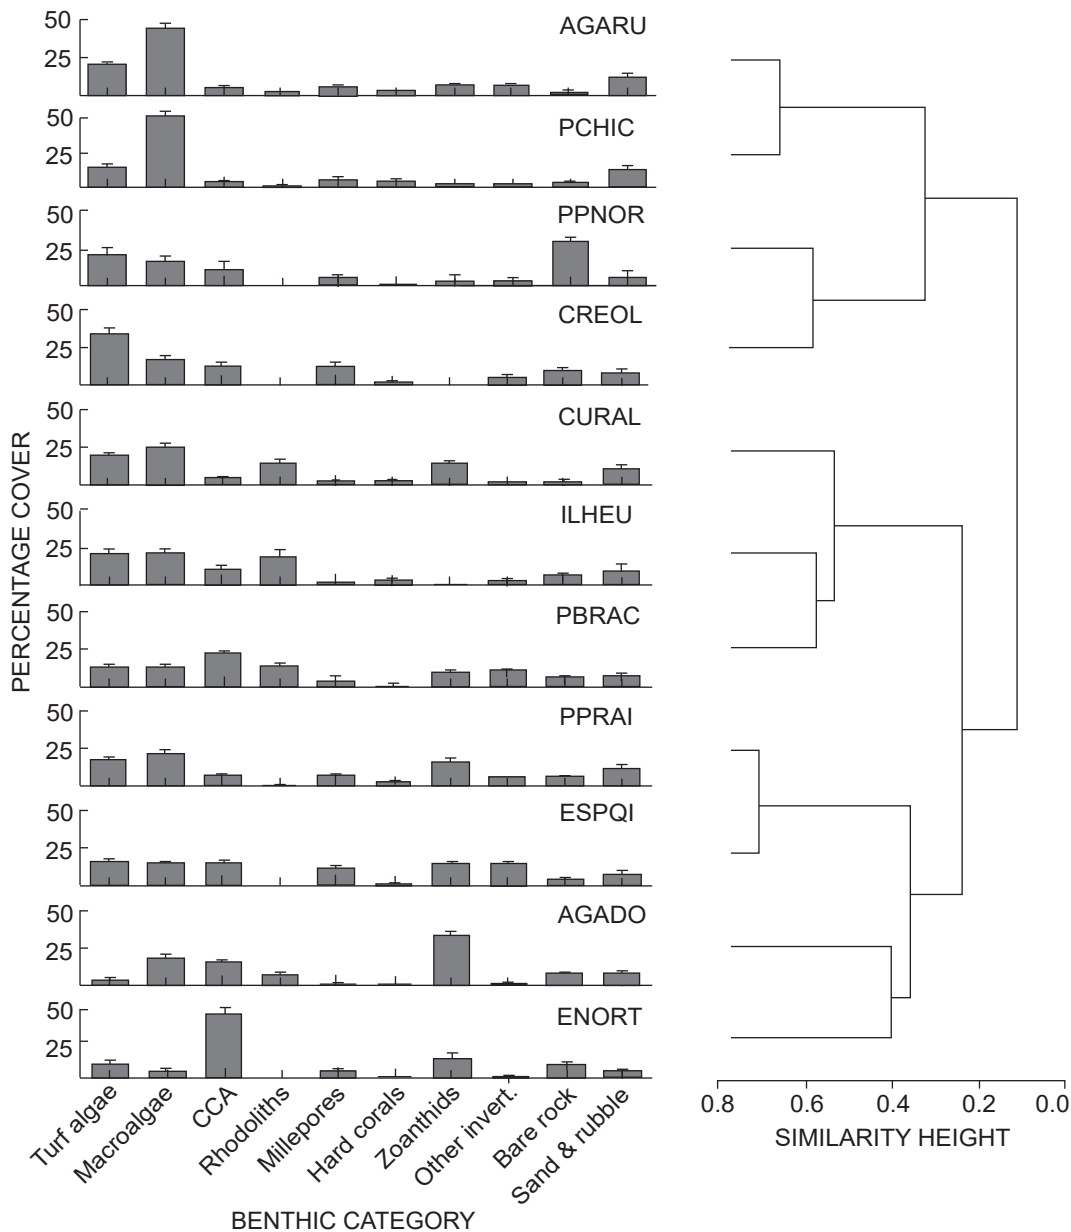 50
25
AGARU
50
25
PCHIC
50
25
PPNOR
50
25
CREOL
50
25
CURAL
50
25
ILHEU
50
25
PBRAC
50
25
PPRAI
50
25
ESPQI
50
25
AGADO
50
25
ENORT
PERCENTAGE COVER
Turf algae
Macroalgae
CCA
Rhodoliths
Millepores
Hard corals
Zoanthids
Other invert.
Bare rock
Sand & rubble
BENTHIC CATEGORY
0.8 0.6 0.4 0.2 0.0
SIMILARITY HEIGHT